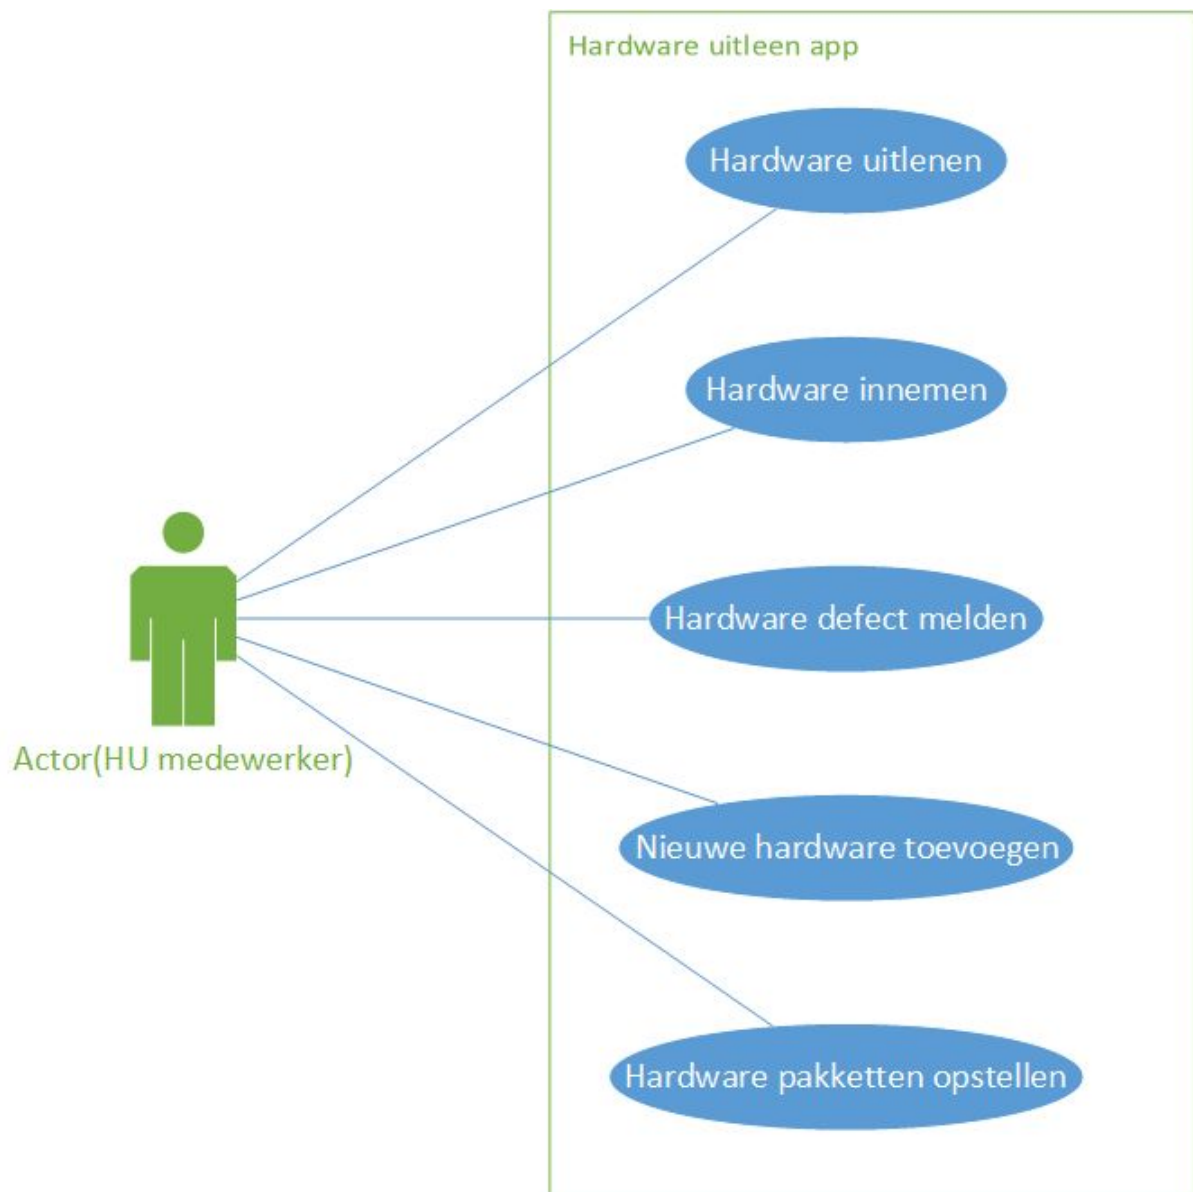 Hardware uitleen app
Hardware uitlenen
Hardware innemen
Hardware defect melden
Actor(HU medewerker)
Nieuwe hardware toevoegen
Hardware pakketten opstellen